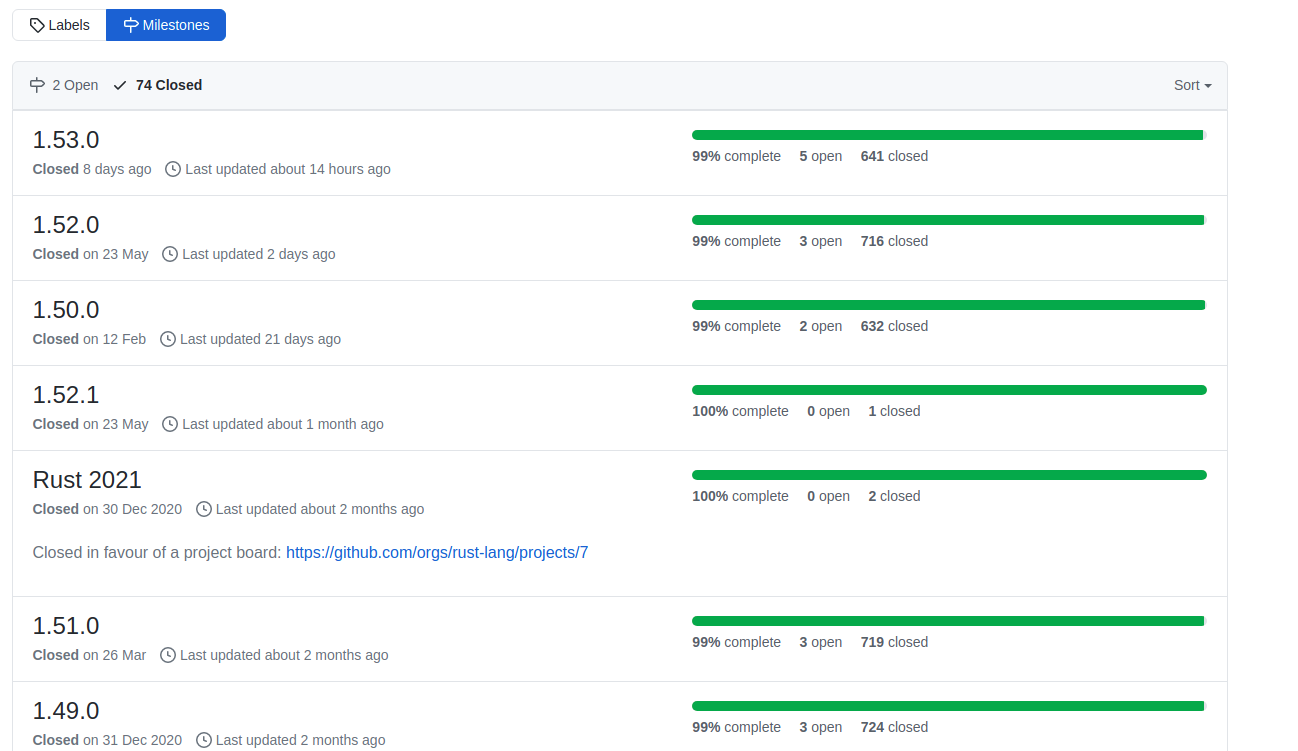 Labels Milestones
2 Open 74 Closed Sort
1.53.0
99% complete 5 open 641 closed
Closed 8 days ago Last updated about 14 hours ago
1.52.0
99% complete 3 open 716 closed
Closed on 23 May Last updated 2 days ago
1.50.0
99% complete 2 open 632 closed
Closed on 12 Feb Last updated 21 days ago
1.52.1
100% complete 0 open 1 closed
Closed on 23 May Last updated about 1 month ago
Rust 2021
100% complete 0 open 2 closed
Closed on 30 Dec 2020 Last updated about 2 months ago
Closed in favour of a project board: https://github.com/orgs/rust-lang/projects/7
1.51.0
99% complete 3 open 719 closed
Closed on 26 Mar Last updated about 2 months ago
1.49.0
99% complete 3 open 724 closed
Closed on 31 Dec 2020 Last updated 2 months ago